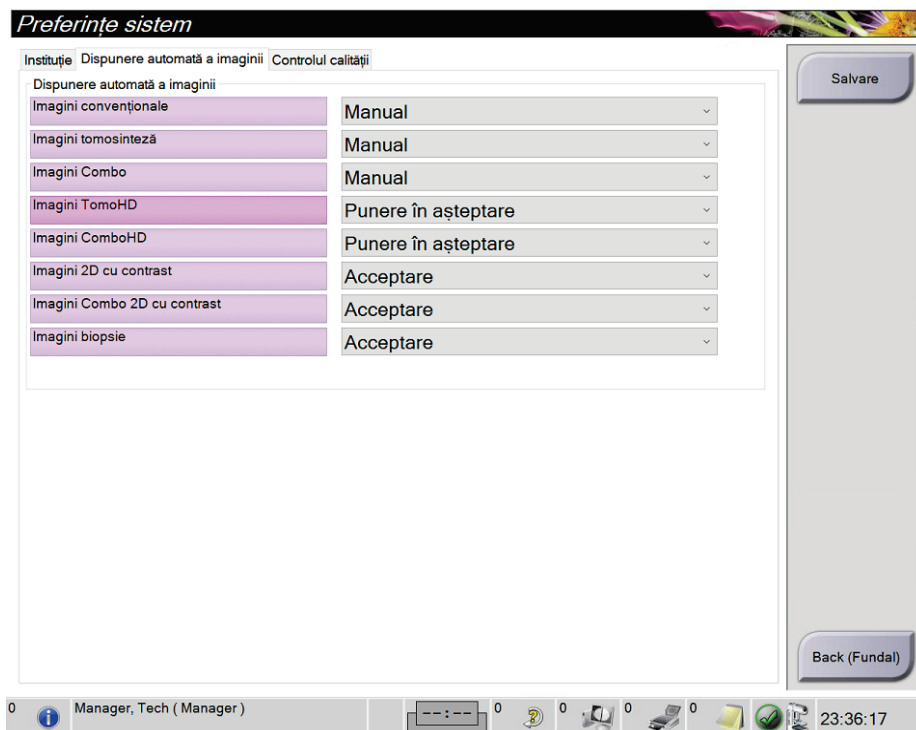 Preferințe sistem
Instituție Dispunere automată a imaginii Controlul calității
Salvare
Dispunere automată a imaginii
Imagini convenționale Manual
Imagini tomosinteză Manual
Imagini Combo Manual
Imagini TomoHD Punere în așteptare
Imagini ComboHD Punere în așteptare
Imagini 2D cu contrast Acceptare
Imagini Combo 2D cu contrast Acceptare
Imagini biopsie Acceptare
Back (Fundal)
0 Manager, Tech ( Manager ) --:-- 0 0 0 0 23:36:17